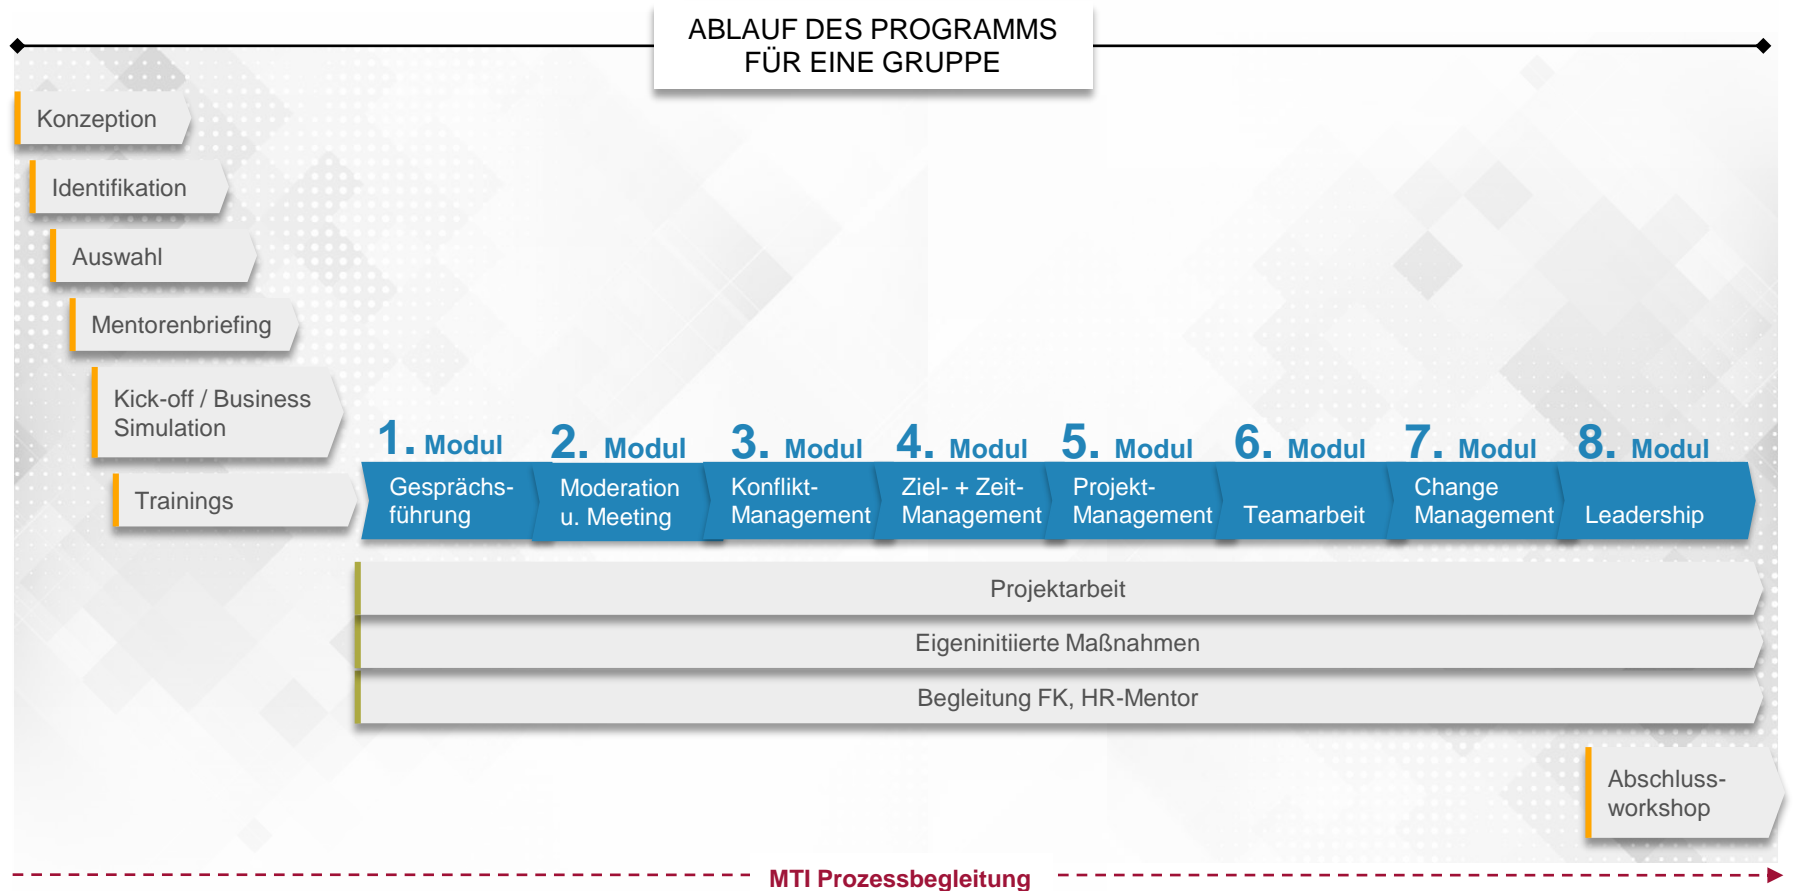 ABLAUF DES PROGRAMMS
FÜR EINE GRUPPE
Konzeption
Identifikation
Auswahl
Mentorenbriefing
Kick-off / Business
Simulation
Trainings
1. Modul
Gesprächs-
führung
2. Modul
Moderation
u. Meeting
3. Modul
Konflikt-
Management
4. Modul
Ziel- + Zeit-
Management
5. Modul
Projekt-
Management
6. Modul
Teamarbeit
7. Modul
Change
Management
8. Modul
Leadership
Projektarbeit
Eigeninitiierte Maßnahmen
Begleitung FK, HR-Mentor
Abschluss-
workshop
MTI Prozessbegleitung